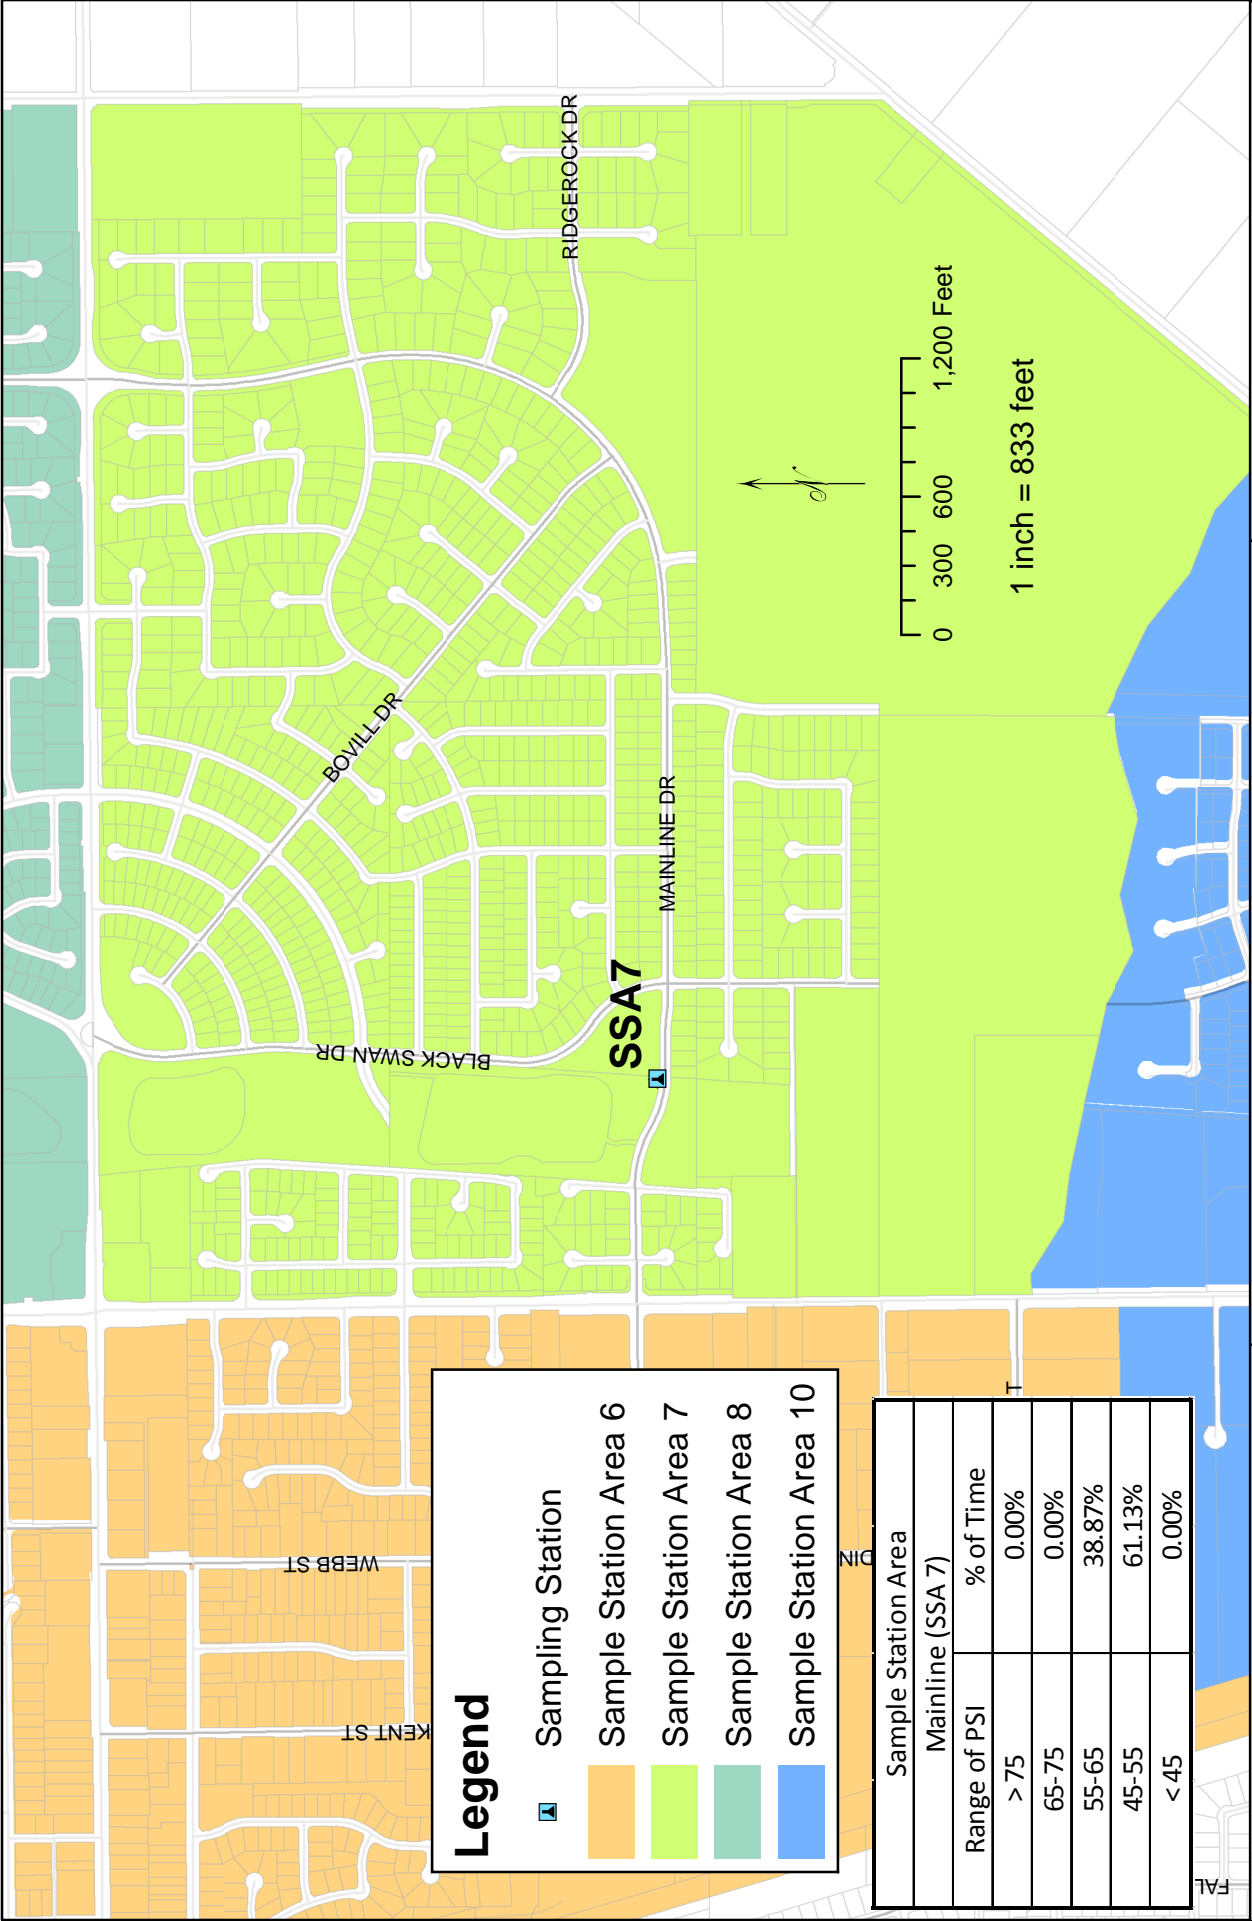 RIDGEROCK DR
BOVILL DR
MAINLINE DR
BLACK SWAN DR
SSA7
WEBB ST
KENT ST
DIN
T
FAL
N
0 300 600 1,200 Feet
1 inch = 833 feet
Legend
Sampling Station
Sample Station Area 6
Sample Station Area 7
Sample Station Area 8
Sample Station Area 10
Sample Station Area
Mainline (SSA 7)
Range of PSI % of Time
>75 0.00%
65-75 0.00%
55-65 38.87%
45-55 61.13%
<45 0.00%